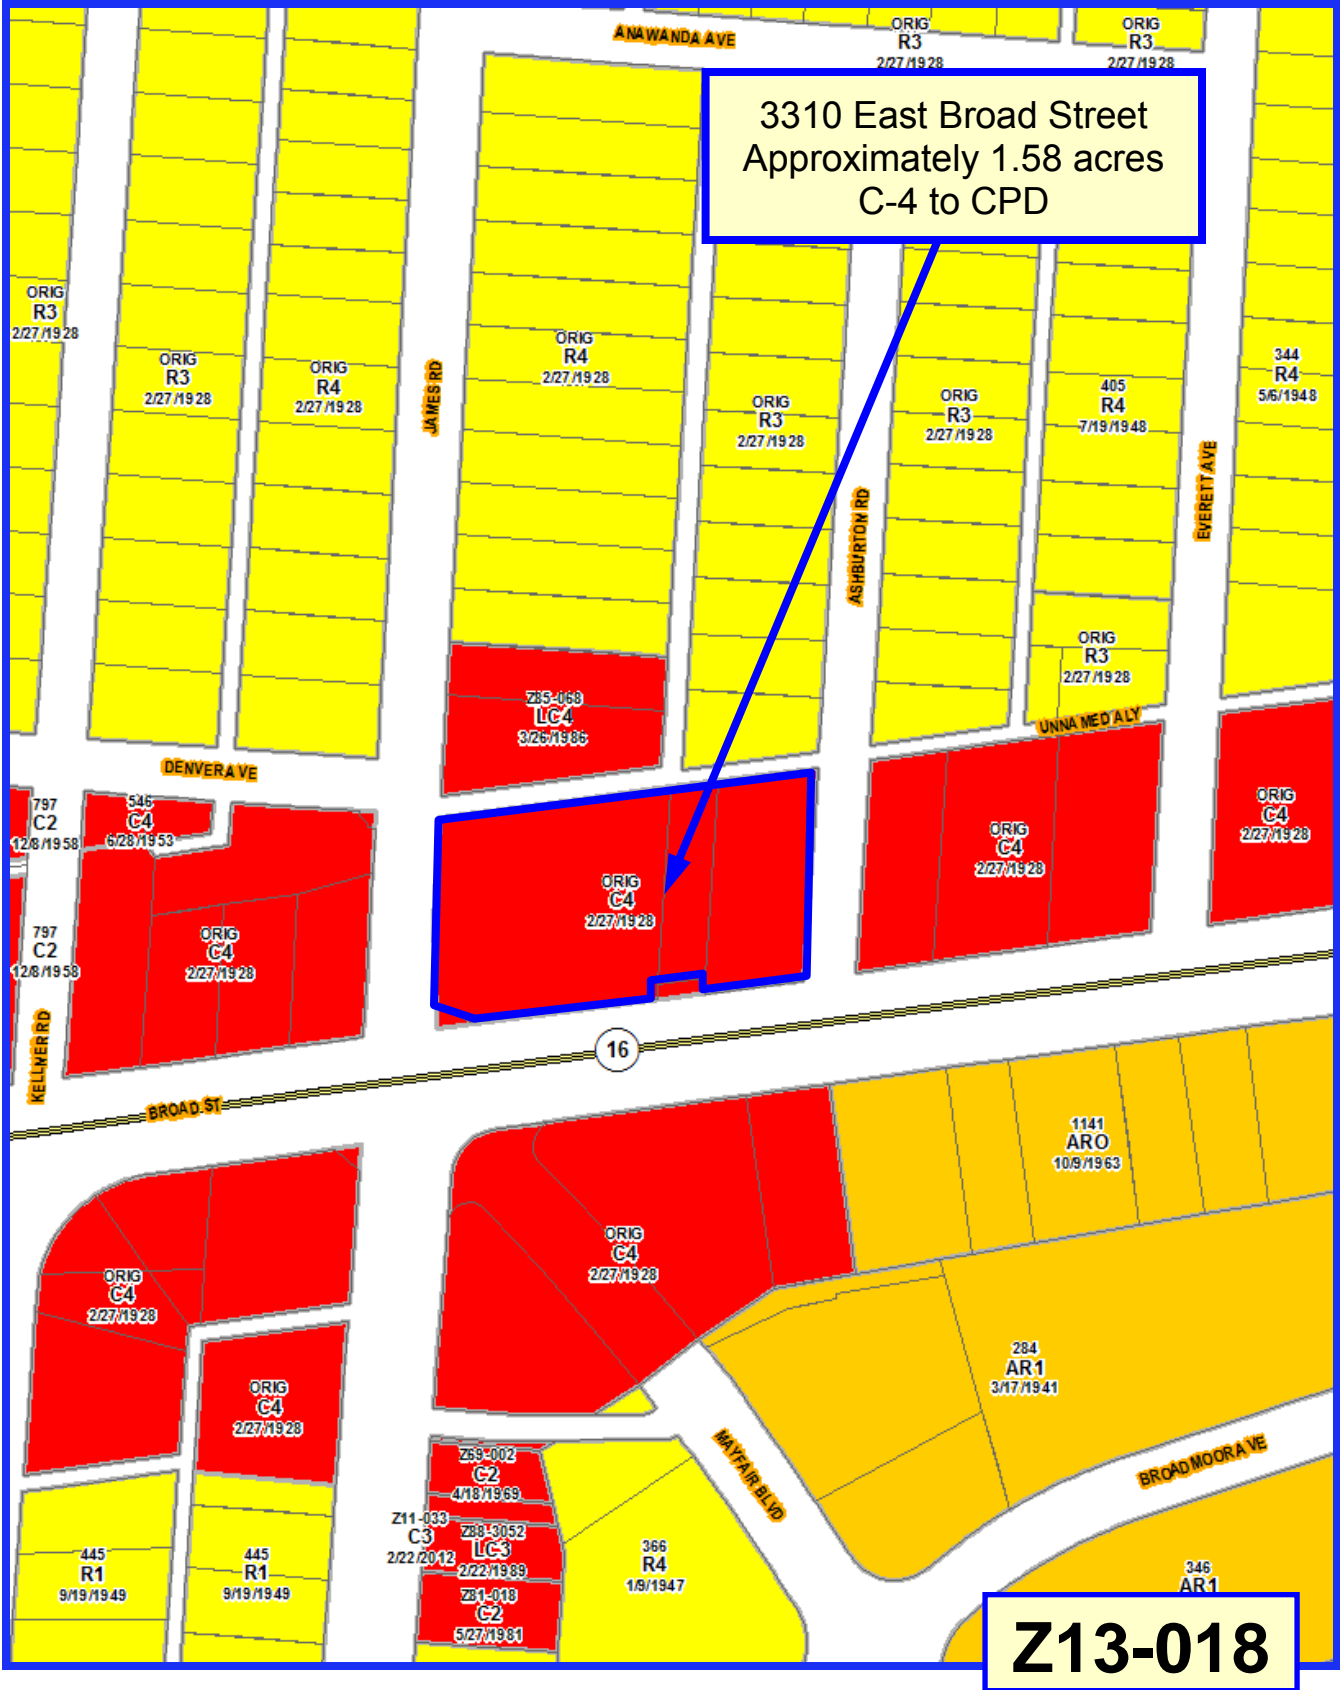 ANAWANDA AVE
ORIG
R3
2/27/1928
ORIG
R3
2/27/1928
3310 East Broad Street
Approximately 1.58 acres
C-4 to CPD
ORIG
R3
2/27/1928
ORIG
R3
2/27/1928
ORIG
R4
2/27/1928
JAMES RD
ORIG
R4
2/27/1928
ORIG
R3
2/27/1928
ORIG
R3
2/27/1928
405
R4
7/19/1948
344
R4
5/6/1948
ASHBURTON RD
EVERETT AVE
ORIG
R3
2/27/1928
Z85-068
LC4
3/26/1986
UNNAMED ALY
DENVER AVE
797
C2
12/8/1958
546
C4
6/28/1953
ORIG
C4
2/27/1928
ORIG
C4
2/27/1928
ORIG
C4
2/27/1928
797
C2
12/8/1958
ORIG
C4
2/27/1928
KELLNER RD
16
BROAD ST
1141
ARO
10/9/1963
ORIG
C4
2/27/1928
ORIG
C4
2/27/1928
284
AR1
3/17/1941
ORIG
C4
2/27/1928
MAYFAIR BLVD
BROADMOOR AVE
Z69-002
C2
4/18/1969
Z11-033
C3
2/22/2012
Z88-3052
LC3
2/22/1989
Z81-018
C2
5/27/1981
445
R1
9/19/1949
445
R1
9/19/1949
366
R4
1/9/1947
346
AR1
Z13-018